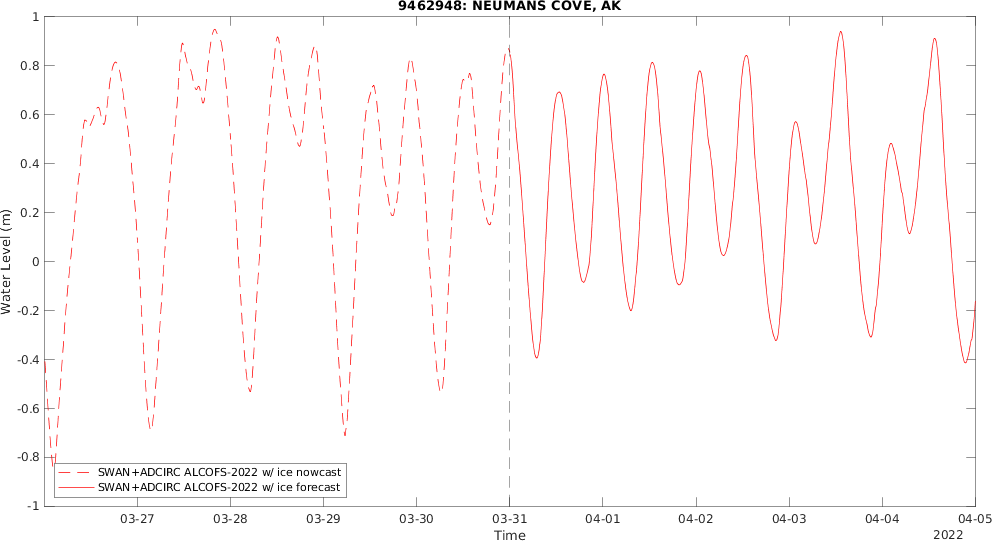 9462948: NEUMANS COVE, AK
Water Level (m)
1
0.8
0.6
0.4
0.2
0
-0.2
-0.4
-0.6
-0.8
-1
SWAN+ADCIRC ALCOFS-2022 w/ ice nowcast
SWAN+ADCIRC ALCOFS-2022 w/ ice forecast
03-27 03-28 03-29 03-30 03-31 04-01 04-02 04-03 04-04 04-05
Time
2022